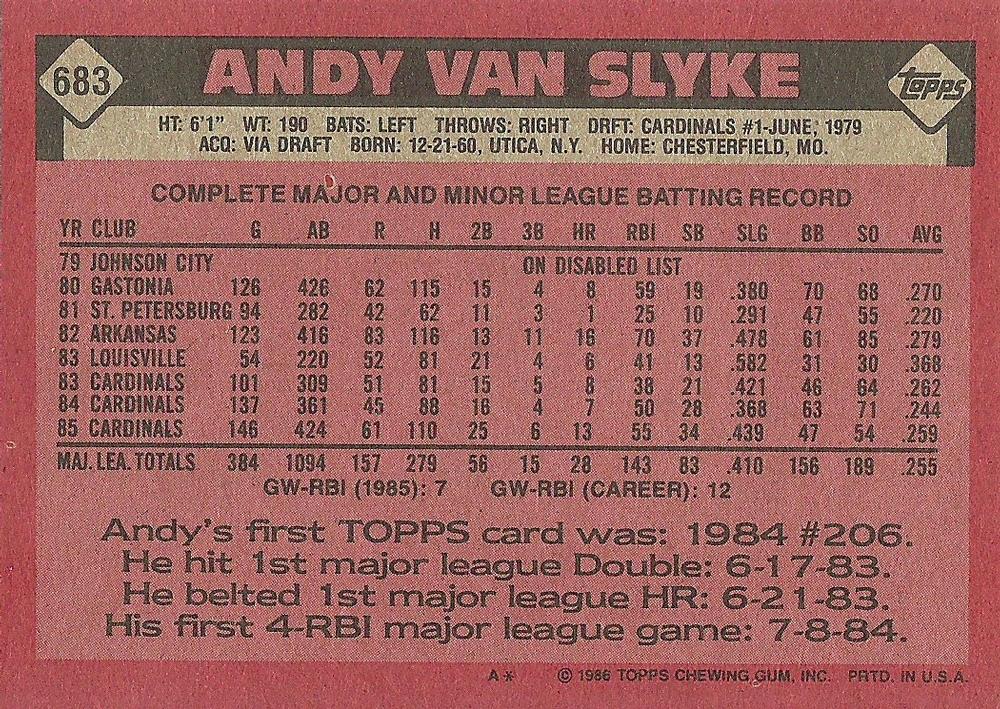 683 ANDY VAN SLYKE TOPPS
HT: 6'1" WT: 190 BATS: LEFT THROWS: RIGHT DRFT: CARDINALS #1-JUNE, 1979
ACQ: VIA DRAFT BORN: 12-21-60, UTICA, N.Y. HOME: CHESTERFIELD, MO.
COMPLETE MAJOR AND MINOR LEAGUE BATTING RECORD
YR CLUB G AB R H 2B 3B HR RBI SB SLG BB SO AVG
79 JOHNSON CITY ON DISABLED LIST
80 GASTONIA 126 426 62 115 15 4 8 59 19 .380 70 68 .270
81 ST. PETERSBURG 94 282 42 62 11 3 1 25 10 .291 47 55 .220
82 ARKANSAS 123 416 83 116 13 11 16 70 37 .478 61 85 .279
83 LOUISVILLE 54 220 52 81 21 4 6 41 13 .582 31 30 .368
83 CARDINALS 101 309 51 81 15 5 8 38 21 .421 46 64 .262
84 CARDINALS 137 361 45 88 16 4 7 50 28 .368 63 71 .244
85 CARDINALS 146 424 61 110 25 6 13 55 34 .439 47 54 .259
MAJ. LEA. TOTALS 384 1094 157 279 56 15 28 143 83 .410 156 189 .255
GW-RBI (1985): 7 GW-RBI (CAREER): 12
Andy's first TOPPS card was: 1984 #206.
He hit 1st major league Double: 6-17-83.
He belted 1st major league HR: 6-21-83.
His first 4-RBI major league game: 7-8-84.
A* © 1986 TOPPS CHEWING GUM, INC. PRTD. IN U.S.A.